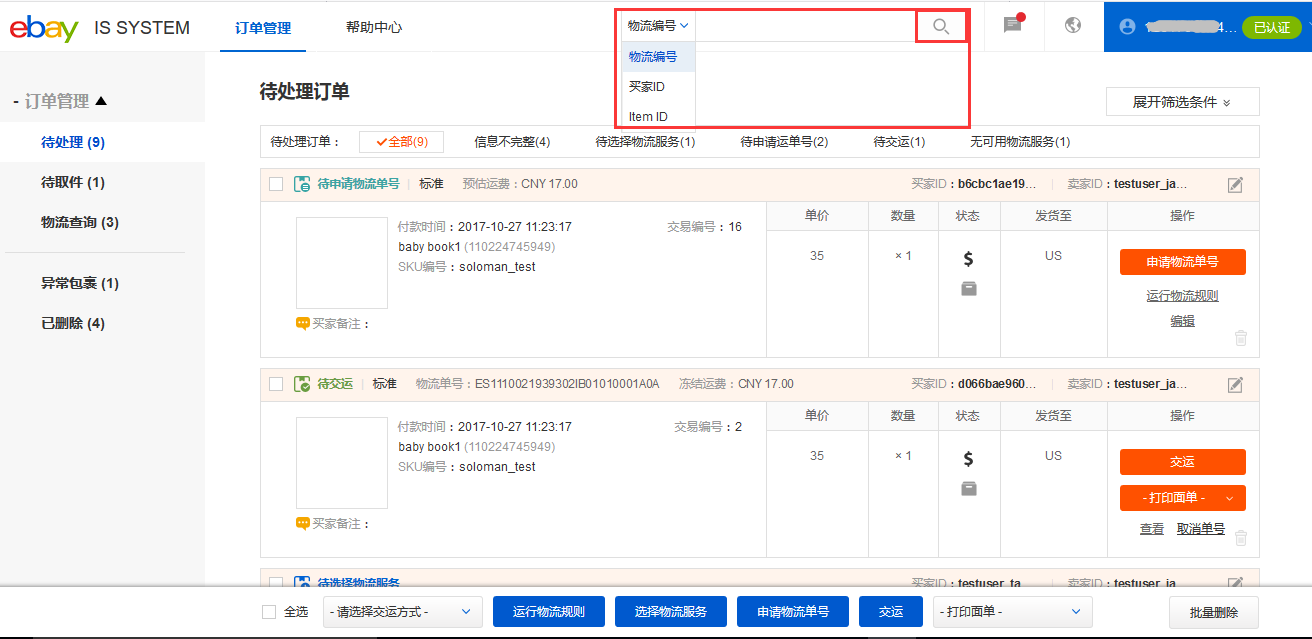 ebay IS SYSTEM 订单管理 帮助中心 物流编号 已认证
物流编号
买家ID
Item ID
- 订单管理
待处理 (9)
待取件 (1)
物流查询 (3)
异常包裹 (1)
已删除 (4)
待处理订单
展开筛选条件
待处理订单： 全部(9) 信息不完整(4) 待选择物流服务(1) 待申请运单号(2) 待交运(1) 无可用物流服务(1)
待申请物流单号 标准 预估运费：CNY 17.00 买家ID：b6cbc1ae19... 卖家ID：testuser_ja...
单价 数量 状态 发货至 操作
付款时间：2017-10-27 11:23:17 交易编号：16
baby book1 (110224745949)
SKU编号：soloman_test
35 × 1 $ US
申请物流单号
运行物流规则
编辑
买家备注：
待交运 标准 物流单号：ES1110021939302IB01010001A0A 冻结运费：CNY 17.00 买家ID：d066bae960... 卖家ID：testuser_ja...
单价 数量 状态 发货至 操作
付款时间：2017-10-27 11:23:17 交易编号：2
baby book1 (110224745949)
SKU编号：soloman_test
35 × 1 $ US
交运
- 打印面单 -
查看 取消单号
买家备注：
待选择物流服务 买家ID：testuser_ta... 卖家ID：testuser_ja...
全选 - 请选择交运方式 - 运行物流规则 选择物流服务 申请物流单号 交运 - 打印面单 - 批量删除